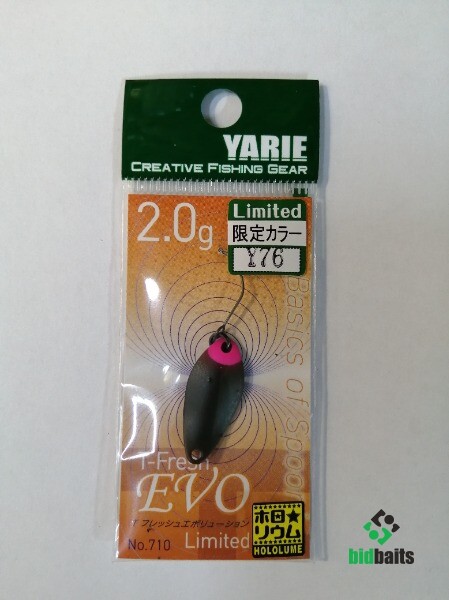 YARIE
CREATIVE FISHING GEAR
2.0g
Limited
限定カラー
Y76
Basics of Spoon
T-Fresh
EVO
T フレッシュエボリューション
No.710 Limited
ホロ★
リウム
HOLOLUME
bidbaits